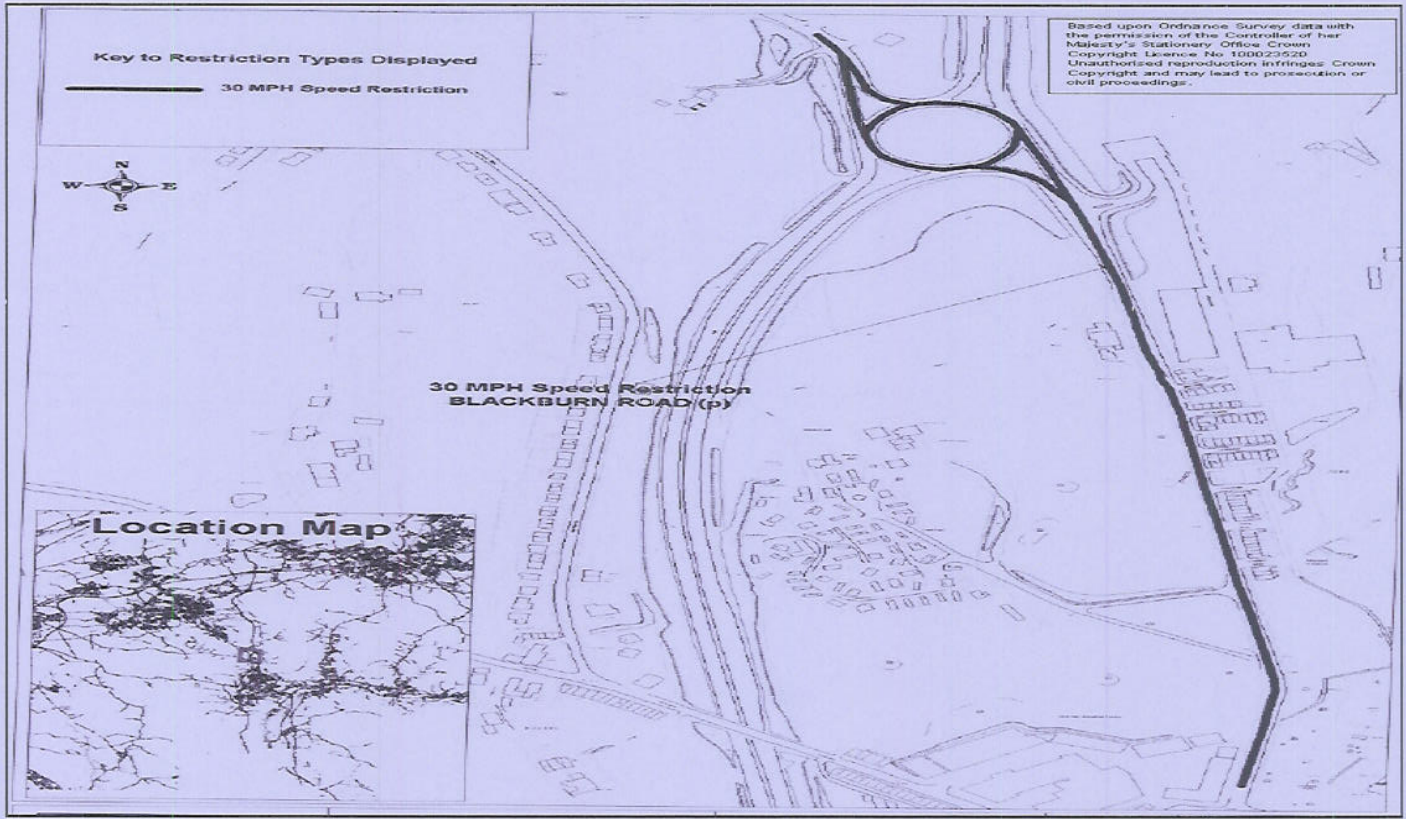 Key to Restriction Types Displayed
30 MPH Speed Restriction
Based upon Ordnance Survey data with
the permission of the Controller of her
Majesty's Stationery Office Crown
Copyright Licence No 100023520
Unauthorised reproduction infringes Crown
Copyright and may lead to prosecution or
civil proceedings.
N
W E
S
30 MPH Speed Restriction
BLACKBURN ROAD (p)
Location Map